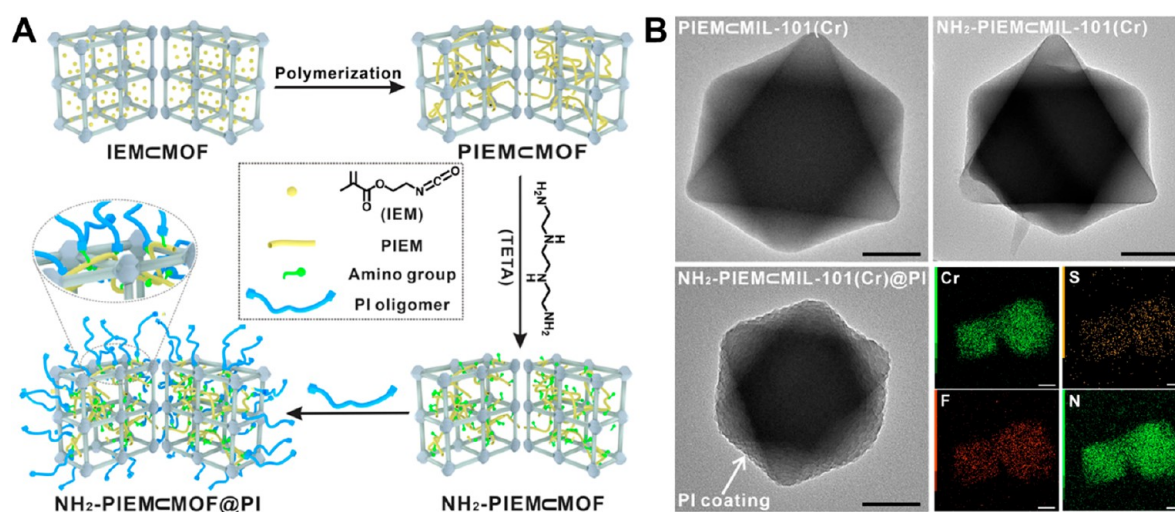 A
IEM⊂MOF
Polymerization
PIEM⊂MOF
O
O
N=C=O
(IEM)
PIEM
Amino group
PI oligomer
H₂N
N
H
N
H
NH₂
(TETA)
NH₂-PIEM⊂MOF@PI
NH₂-PIEM⊂MOF
B
PIEM⊂MIL-101(Cr)
NH₂-PIEM⊂MIL-101(Cr)
NH₂-PIEM⊂MIL-101(Cr)@PI
PI coating
Cr
S
F
N